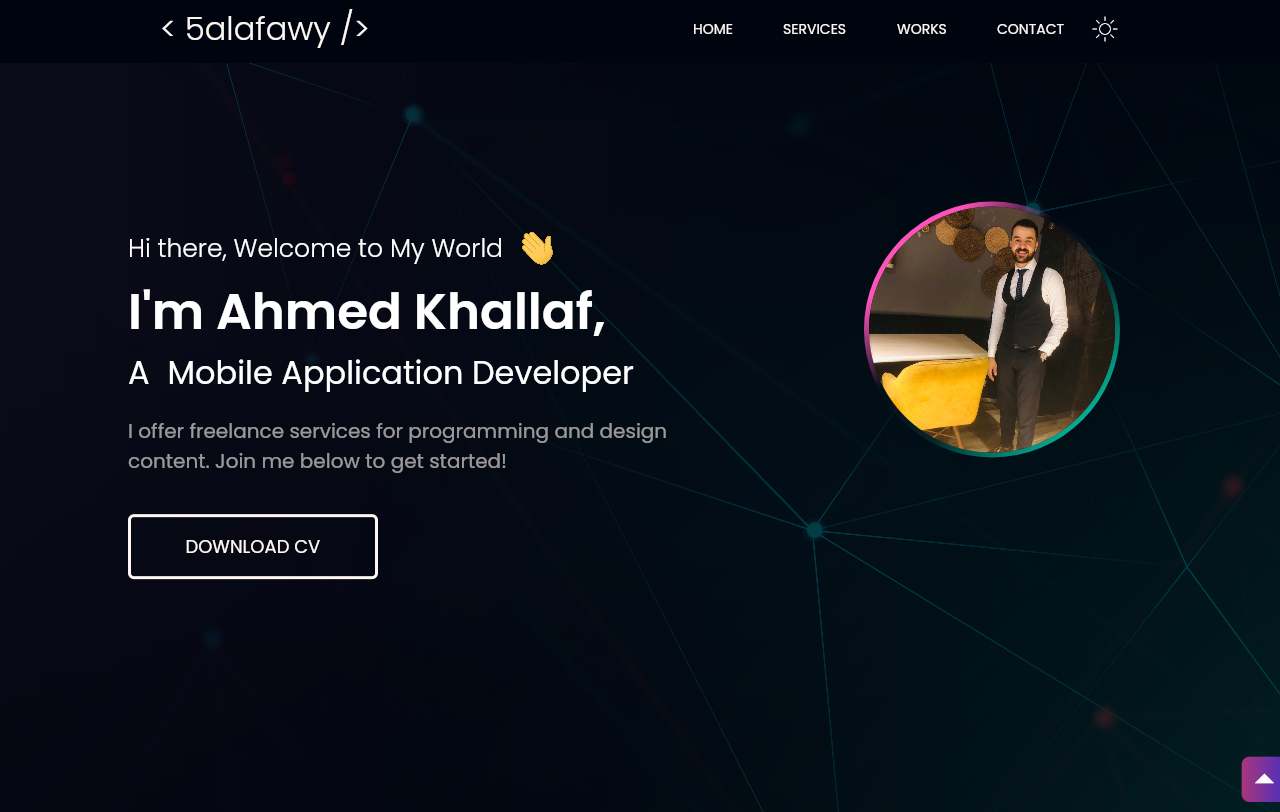 < 5alafawy />
HOME SERVICES WORKS CONTACT
Hi there, Welcome to My World
I'm Ahmed Khallaf,
A Mobile Application Developer
I offer freelance services for programming and design
content. Join me below to get started!
DOWNLOAD CV